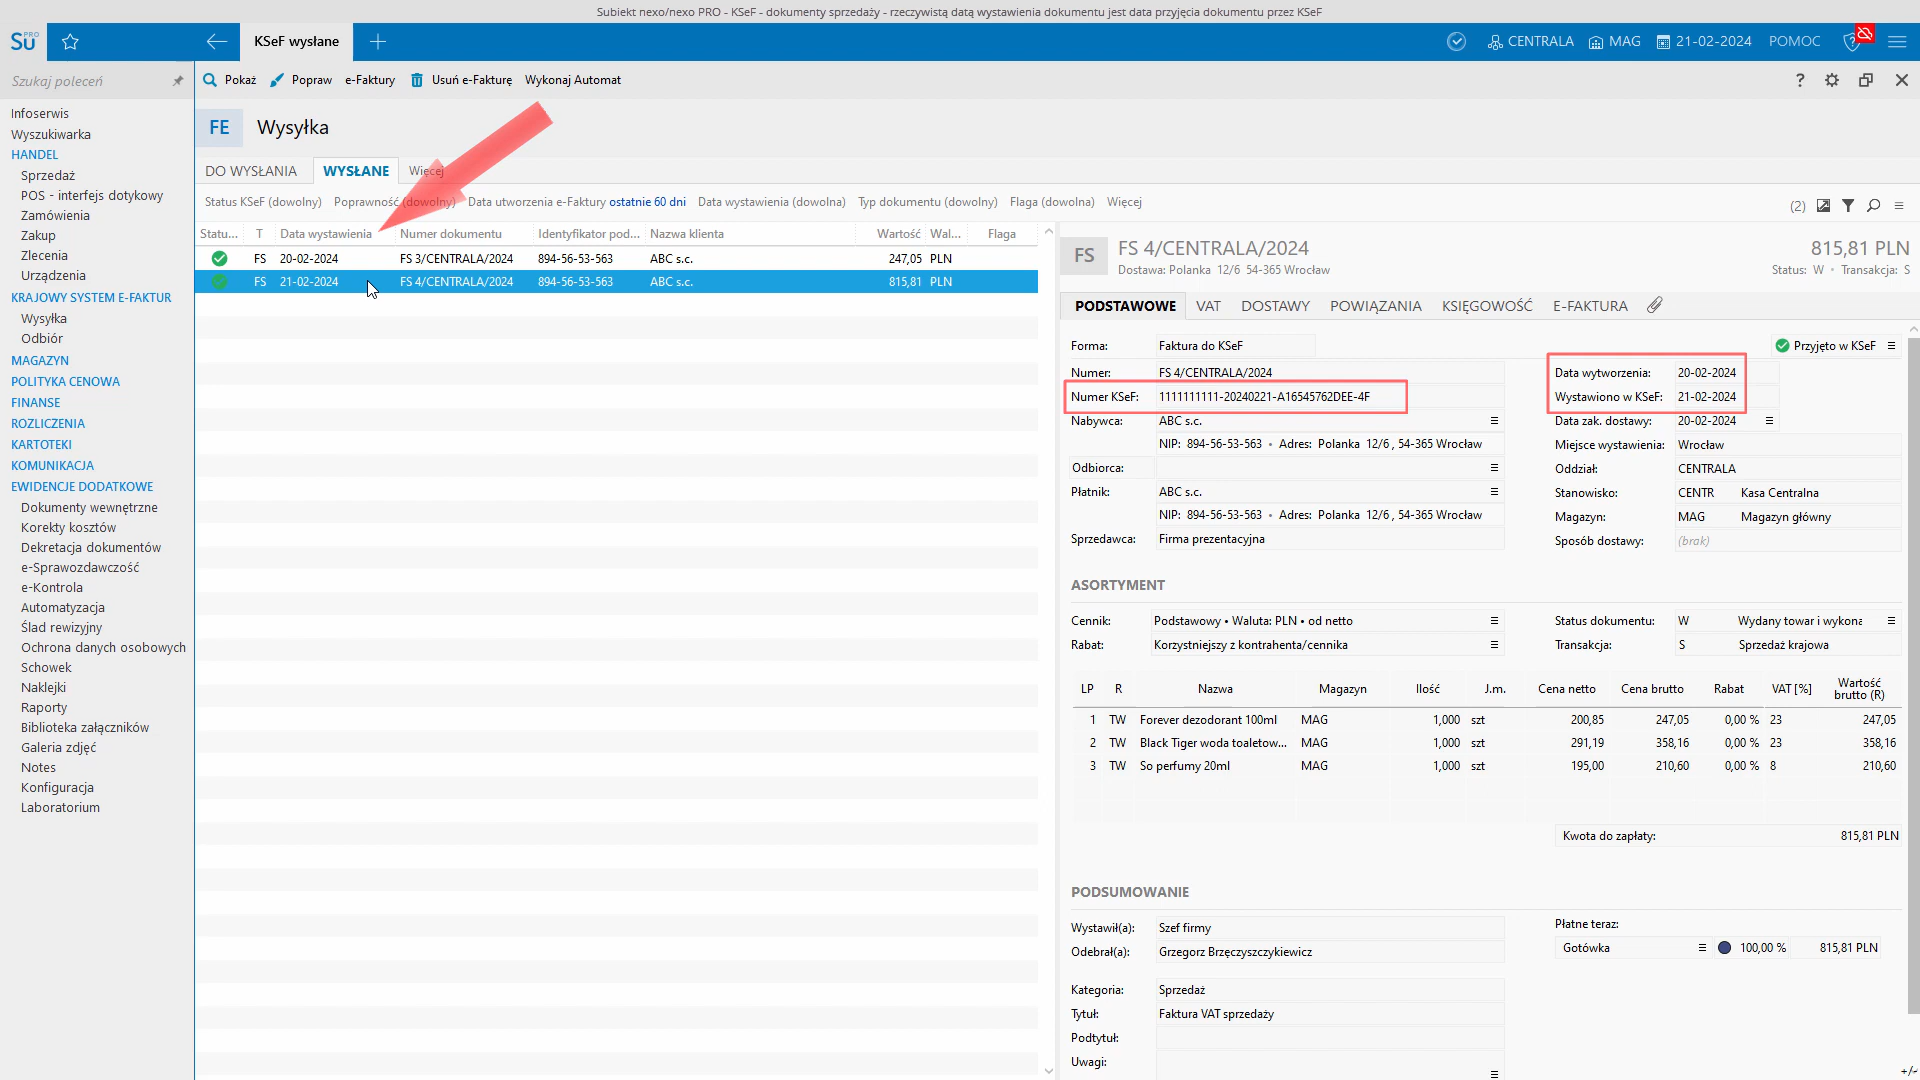 Subiekt nexo/nexo PRO - KSeF - dokumenty sprzedaży - rzeczywistą datą wystawienia dokumentu jest data przyjęcia dokumentu przez KSeF
Su PRO
KSeF wysłane
CENTRALA MAG 21-02-2024 POMOC
Szukaj poleceń
Pokaż Popraw e-Faktury Usuń e-Fakturę Wykonaj Automat
Infoserwis
Wyszukiwarka
HANDEL
Sprzedaż
POS - interfejs dotykowy
Zamówienia
Zakup
Zlecenia
Urządzenia
KRAJOWY SYSTEM E-FAKTUR
Wysyłka
Odbiór
MAGAZYN
POLITYKA CENOWA
FINANSE
ROZLICZENIA
KARTOTEKI
KOMUNIKACJA
EWIDENCJE DODATKOWE
Dokumenty wewnętrzne
Korekty kosztów
Dekretacja dokumentów
e-Sprawozdawczość
e-Kontrola
Automatyzacja
Ślad rewizyjny
Ochrona danych osobowych
Schowek
Naklejki
Raporty
Biblioteka załączników
Galeria zdjęć
Notes
Konfiguracja
Laboratorium
FE Wysyłka
DO WYSŁANIA WYSŁANE Więcej
Status KSeF (dowolny) Poprawność (dowolny) Data utworzenia e-Faktury ostatnie 60 dni Data wystawienia (dowolna) Typ dokumentu (dowolny) Flaga (dowolna) Więcej
(2)
Statu... T Data wystawienia Numer dokumentu Identyfikator pod... Nazwa klienta Wartość Wal... Flaga
FS 20-02-2024 FS 3/CENTRALA/2024 894-56-53-563 ABC s.c. 247,05 PLN
FS 21-02-2024 FS 4/CENTRALA/2024 894-56-53-563 ABC s.c. 815,81 PLN
FS FS 4/CENTRALA/2024 815,81 PLN
Dostawa: Polanka 12/6 54-365 Wrocław Status: W • Transakcja: S
PODSTAWOWE VAT DOSTAWY POWIĄZANIA KSIĘGOWOŚĆ E-FAKTURA
Forma: Faktura do KSeF Przyjęto w KSeF
Numer: FS 4/CENTRALA/2024 Data wytworzenia: 20-02-2024
Numer KSeF: 1111111111-20240221-A16545762DEE-4F Wystawiono w KSeF: 21-02-2024
Nabywca: ABC s.c. Data zak. dostawy: 20-02-2024
NIP: 894-56-53-563 • Adres: Polanka 12/6 , 54-365 Wrocław Miejsce wystawienia: Wrocław
Odbiorca: Oddział: CENTRALA
Płatnik: ABC s.c. Stanowisko: CENTR Kasa Centralna
NIP: 894-56-53-563 • Adres: Polanka 12/6 , 54-365 Wrocław Magazyn: MAG Magazyn główny
Sprzedawca: Firma prezentacyjna Sposób dostawy: (brak)
ASORTYMENT
Cennik: Podstawowy • Waluta: PLN • od netto Status dokumentu: W Wydany towar i wykona
Rabat: Korzystniejszy z kontrahenta/cennika Transakcja: S Sprzedaż krajowa
LP R Nazwa Magazyn Ilość J.m. Cena netto Cena brutto Rabat VAT [%] Wartość brutto (R)
1 TW Forever dezodorant 100ml MAG 1,000 szt 200,85 247,05 0,00 % 23 247,05
2 TW Black Tiger woda toaletow... MAG 1,000 szt 291,19 358,16 0,00 % 23 358,16
3 TW So perfumy 20ml MAG 1,000 szt 195,00 210,60 0,00 % 8 210,60
Kwota do zapłaty: 815,81 PLN
PODSUMOWANIE
Wystawił(a): Szef firmy Płatne teraz:
Odebrał(a): Grzegorz Brzęczyszczykiewicz Gotówka 100,00 % 815,81 PLN
Kategoria: Sprzedaż
Tytuł: Faktura VAT sprzedaży
Podtytuł:
Uwagi:
+/-